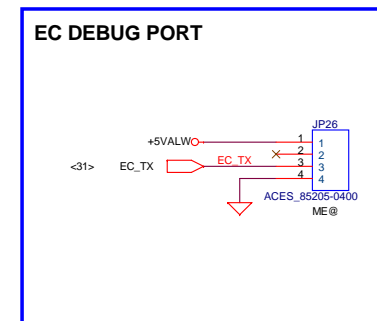 EC DEBUG PORT
JP26
+5VALW
1 1
2 2
<31> EC_TX EC_TX 3 3
4 4
ACES_85205-0400
ME@